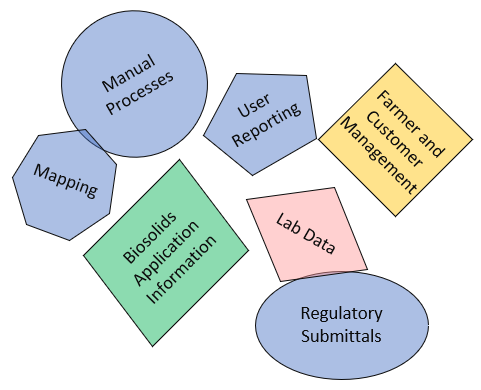 Manual
Processes
User
Reporting
Farmer and
Customer
Management
Mapping
Biosolids
Application
Information
Lab Data
Regulatory
Submittals